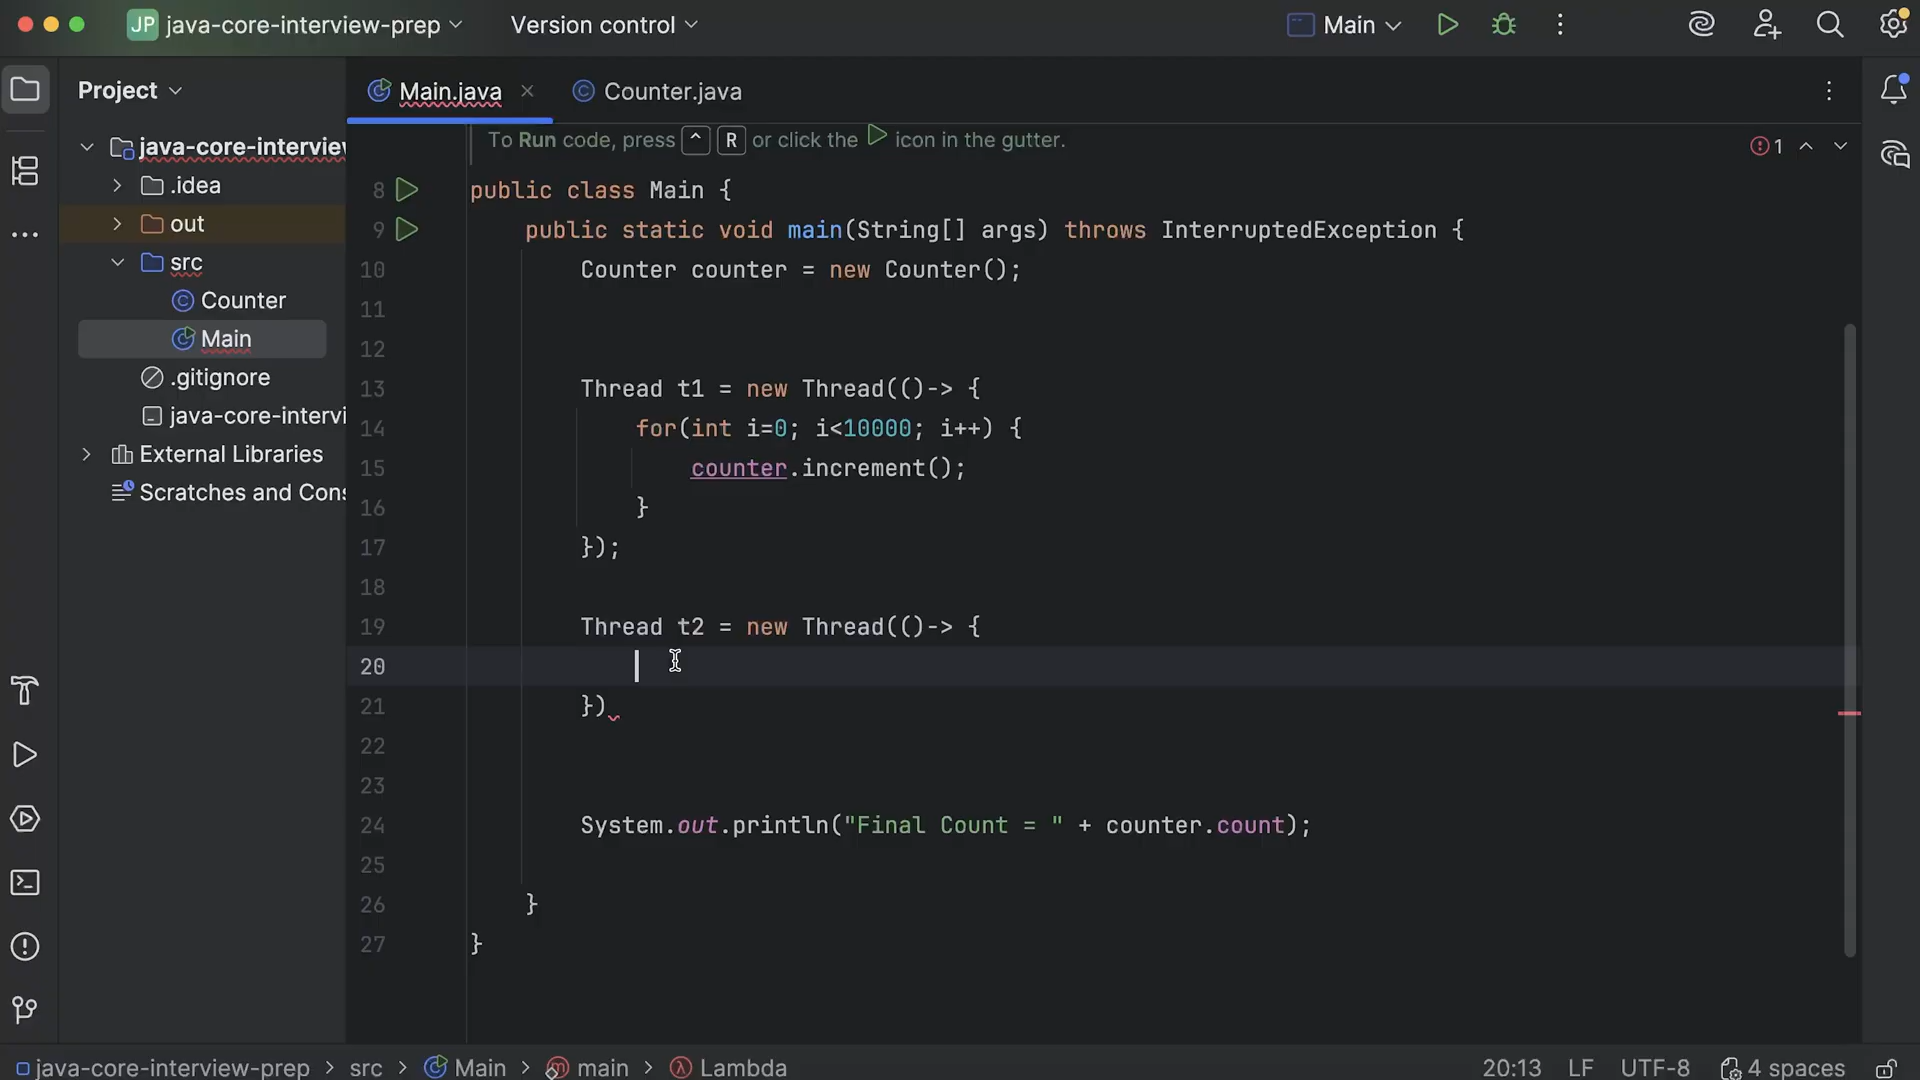 JP java-core-interview-prep Version control Main
Project
Main.java Counter.java
java-core-interview
.idea
out
src
Counter
Main
.gitignore
java-core-intervi
External Libraries
Scratches and Cons
To Run code, press ^ R or click the icon in the gutter.
1
8 public class Main {
9 public static void main(String[] args) throws InterruptedException {
10 Counter counter = new Counter();
11
12
13 Thread t1 = new Thread(()-> {
14 for(int i=0; i<10000; i++) {
15 counter.increment();
16 }
17 });
18
19 Thread t2 = new Thread(()-> {
20
21 })
22
23
24 System.out.println("Final Count = " + counter.count);
25
26 }
27 }
java-core-interview-prep > src > Main > m main > λ Lambda 20:13 LF UTF-8 4 spaces